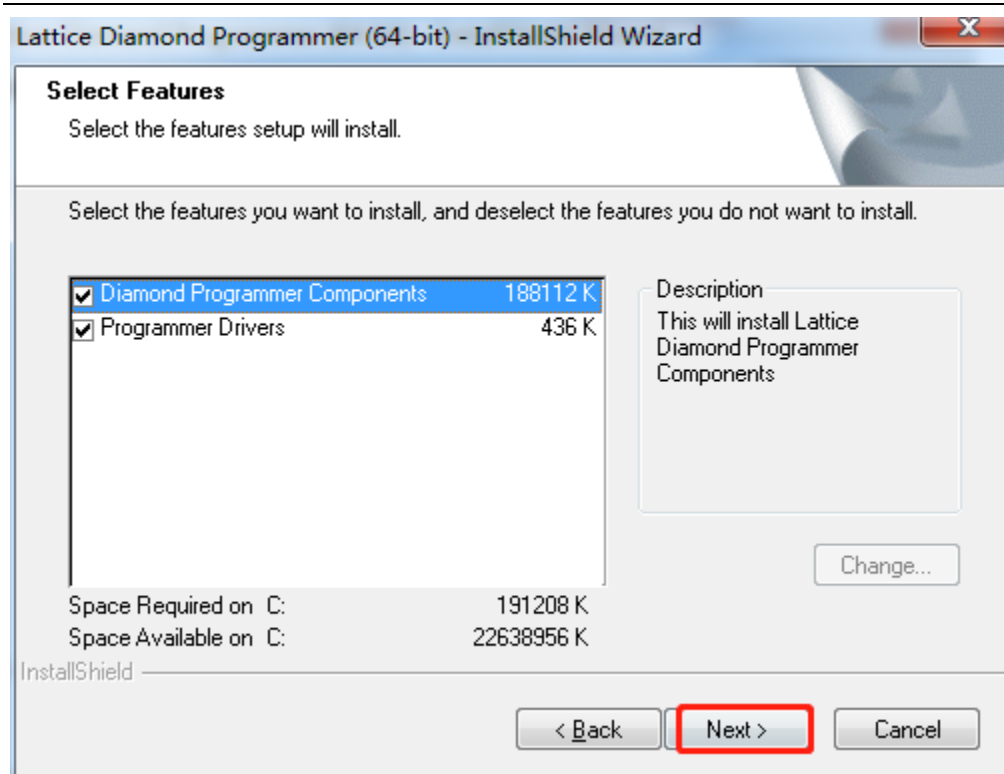 Lattice Diamond Programmer (64-bit) - InstallShield Wizard
Select Features
Select the features setup will install.
Select the features you want to install, and deselect the features you do not want to install.
Diamond Programmer Components 188112 K
Programmer Drivers 436 K
Description
This will install Lattice
Diamond Programmer
Components
Change...
Space Required on C: 191208 K
Space Available on C: 22638956 K
InstallShield
< Back Next > Cancel